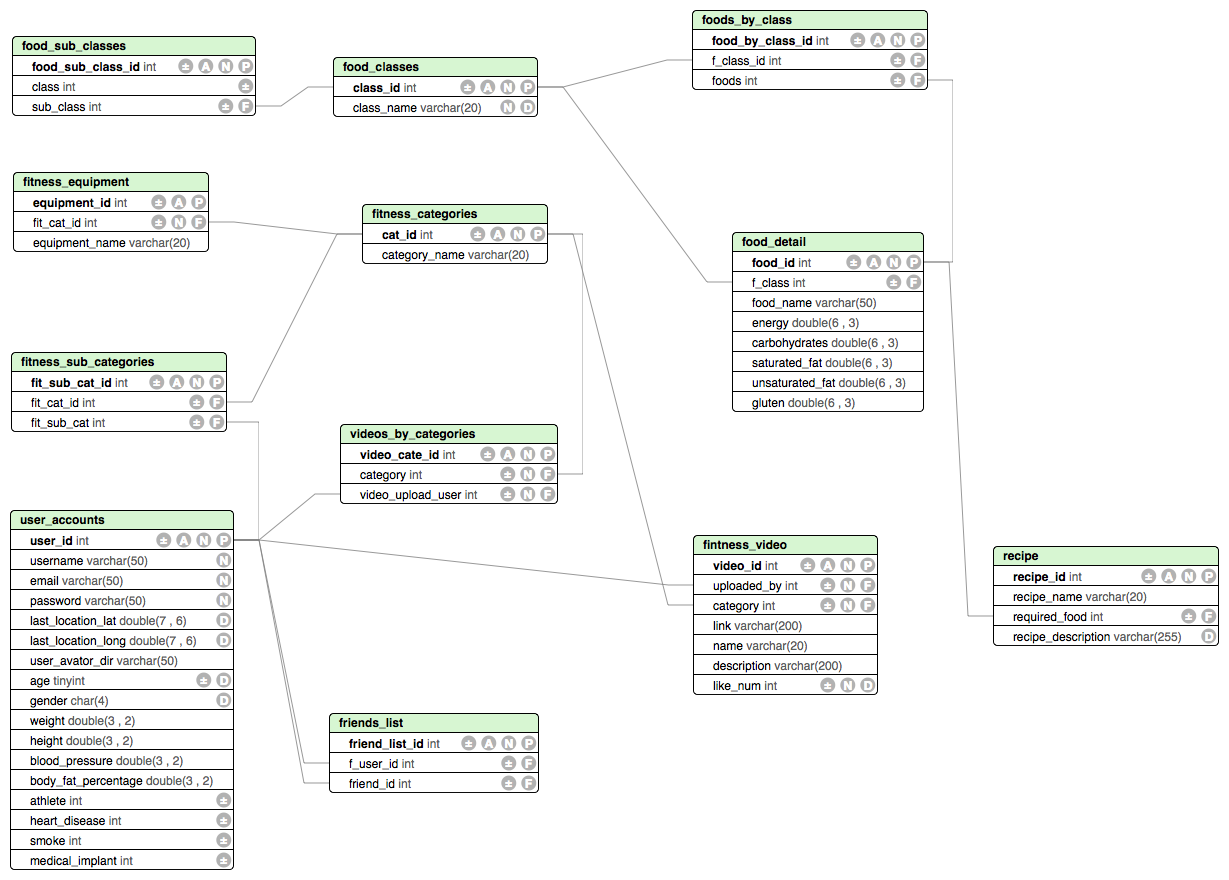 food_sub_classes
food_sub_class_id int ± A N P
class int ±
sub_class int ± F
food_classes
class_id int ± A N P
class_name varchar(20) N D
foods_by_class
food_by_class_id int ± A N P
f_class_id int ± F
foods int ± F
fitness_equipment
equipment_id int ± A P
fit_cat_id int ± N F
equipment_name varchar(20)
fitness_categories
cat_id int ± A N P
category_name varchar(20)
food_detail
food_id int ± A N P
f_class int ± F
food_name varchar(50)
energy double(6 , 3)
carbohydrates double(6 , 3)
saturated_fat double(6 , 3)
unsaturated_fat double(6 , 3)
gluten double(6 , 3)
fitness_sub_categories
fit_sub_cat_id int ± A N P
fit_cat_id int ± F
fit_sub_cat int ± F
videos_by_categories
video_cate_id int ± A N P
category int ± N F
video_upload_user int ± N F
user_accounts
user_id int ± A N P
username varchar(50) N
email varchar(50) N
password varchar(50) N
last_location_lat double(7 , 6) D
last_location_long double(7 , 6) D
user_avator_dir varchar(50)
age tinyint ± D
gender char(4) D
weight double(3 , 2)
height double(3 , 2)
blood_pressure double(3 , 2)
body_fat_percentage double(3 , 2)
athlete int ±
heart_disease int ±
smoke int ±
medical_implant int ±
fintness_video
video_id int ± A N P
uploaded_by int ± N F
category int ± N F
link varchar(200)
name varchar(20)
description varchar(200)
like_num int ± N D
recipe
recipe_id int ± A N P
recipe_name varchar(20)
required_food int ± F
recipe_description varchar(255) D
friends_list
friend_list_id int ± A N P
f_user_id int ± F
friend_id int ± F